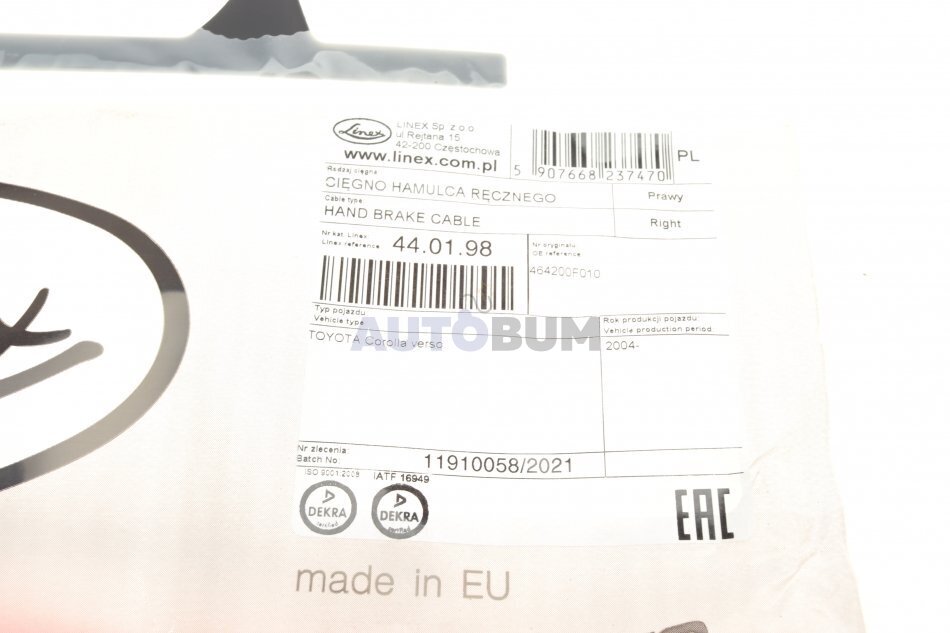 Linex
LINEX Sp. z o.o
ul Rejtana 15
42-200 Częstochowa
www.linex.com.pl
5 907668 237470
PL
Rodzaj cięgna
CIĘGNO HAMULCA RĘCZNEGO
Prawy
Cable type
HAND BRAKE CABLE
Right
Nr kat. Linex
Linex reference
44.01.98
Nr oryginału
OE reference
464200F010
Typ pojazdu
Vehicle type
TOYOTA Corolla verso
Rok produkcji pojazdu
Vehicle production period
2004-
AUTOBUM
Nr zlecenia
Batch No.
11910058/2021
ISO 9001:2008
IATF 16949
DEKRA
certified
DEKRA
certified
EAC
made in EU